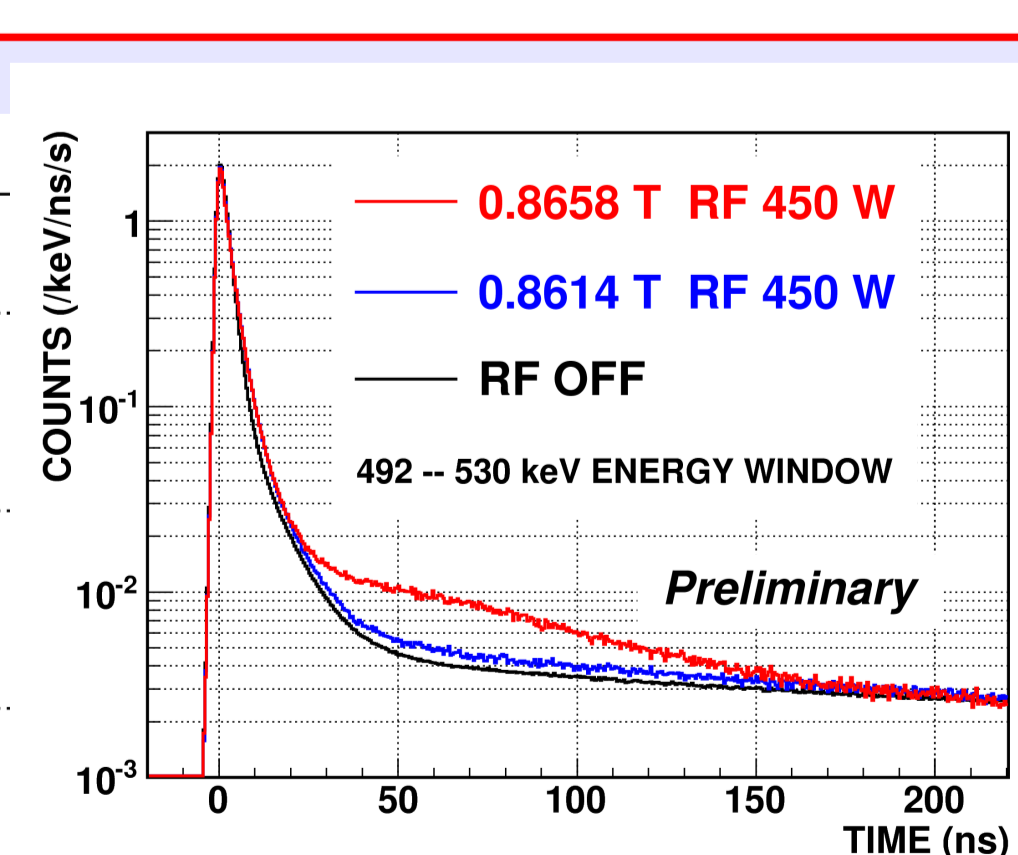 COUNTS (/keV/ns/s)
1
10-1
10-2
10-3
0.8658 T RF 450 W
0.8614 T RF 450 W
RF OFF
492 -- 530 keV ENERGY WINDOW
Preliminary
0 50 100 150 200
TIME (ns)